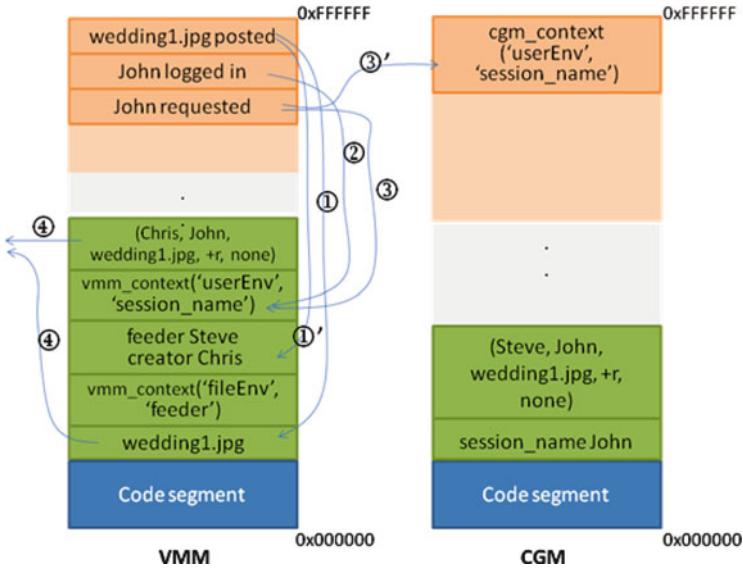 0xFFFFFF
wedding1.jpg posted
John logged in
John requested
②
①
③
④
(Chris, John,
wedding1.jpg, +r, none)
vmm_context('userEnv',
'session_name')
④
feeder Steve
creator Chris
①'
vmm_context('fileEnv',
'feeder')
wedding1.jpg
Code segment
0x000000
VMM
③'
0xFFFFFF
cgm_context
('userEnv',
'session_name')
(Steve, John,
wedding1.jpg, +r,
none)
session_name John
Code segment
0x000000
CGM